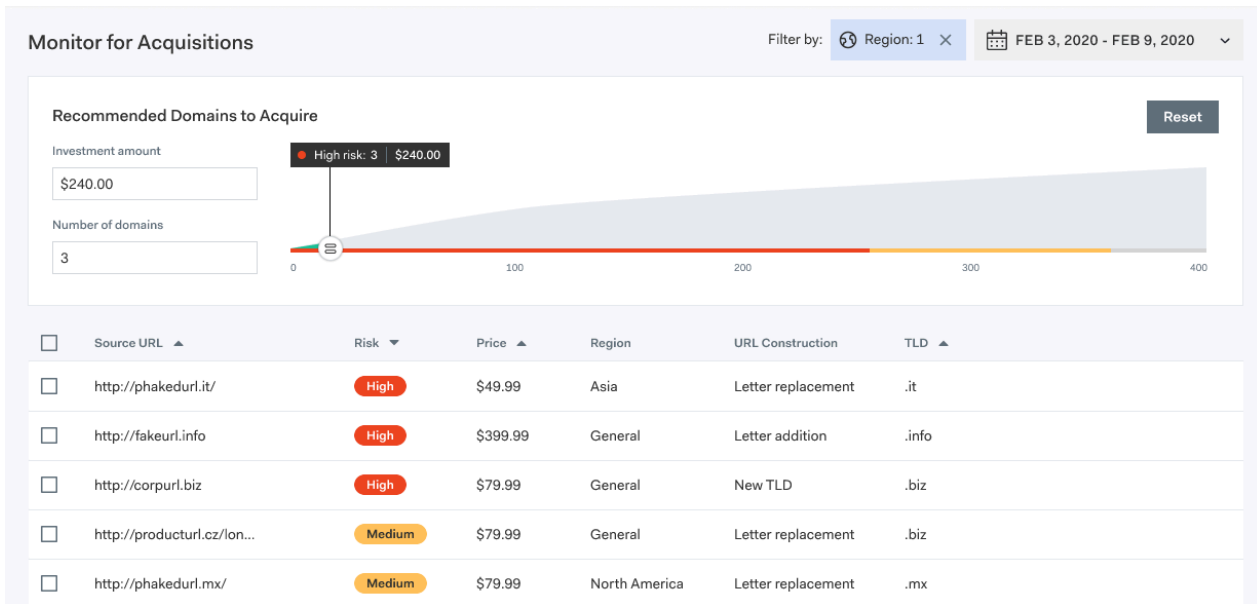 Monitor for Acquisitions
Filter by: Region: 1 FEB 3, 2020 - FEB 9, 2020
Recommended Domains to Acquire
Reset
Investment amount
High risk: 3 $240.00
$240.00
Number of domains
3
0 100 200 300 400
Source URL Risk Price Region URL Construction TLD
http://phakedurl.it/ High $49.99 Asia Letter replacement .it
http://fakeurl.info High $399.99 General Letter addition .info
http://corpurl.biz High $79.99 General New TLD .biz
http://producturl.cz/lon... Medium $79.99 General Letter replacement .biz
http://phakedurl.mx/ Medium $79.99 North America Letter replacement .mx